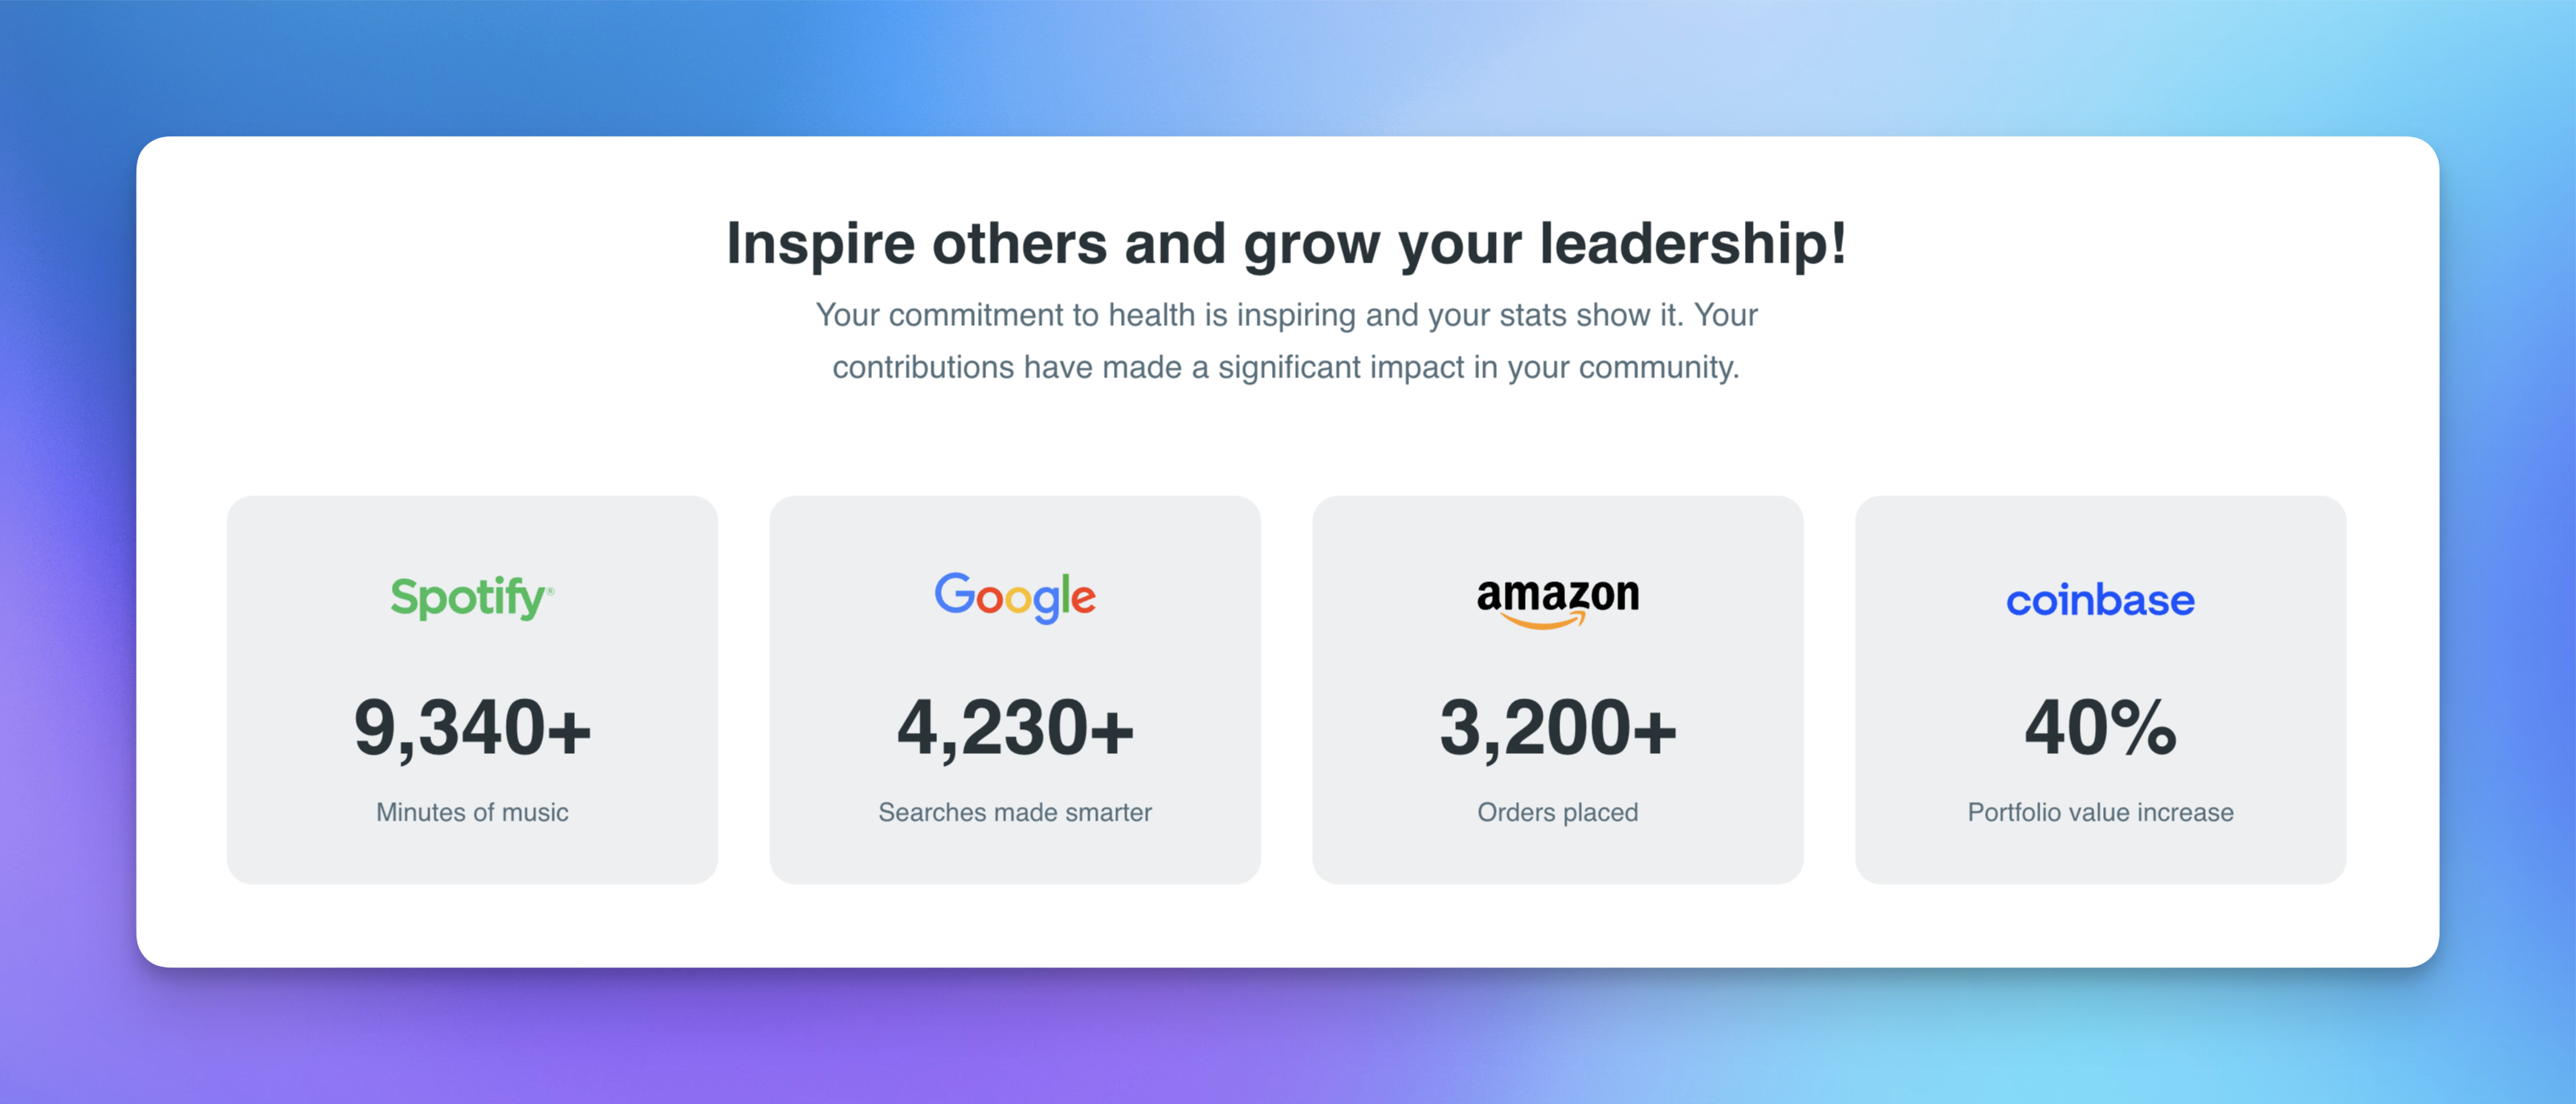 Inspire others and grow your leadership!
Your commitment to health is inspiring and your stats show it. Your
contributions have made a significant impact in your community.
Spotify®
9,340+
Minutes of music
Google
4,230+
Searches made smarter
amazon
3,200+
Orders placed
coinbase
40%
Portfolio value increase